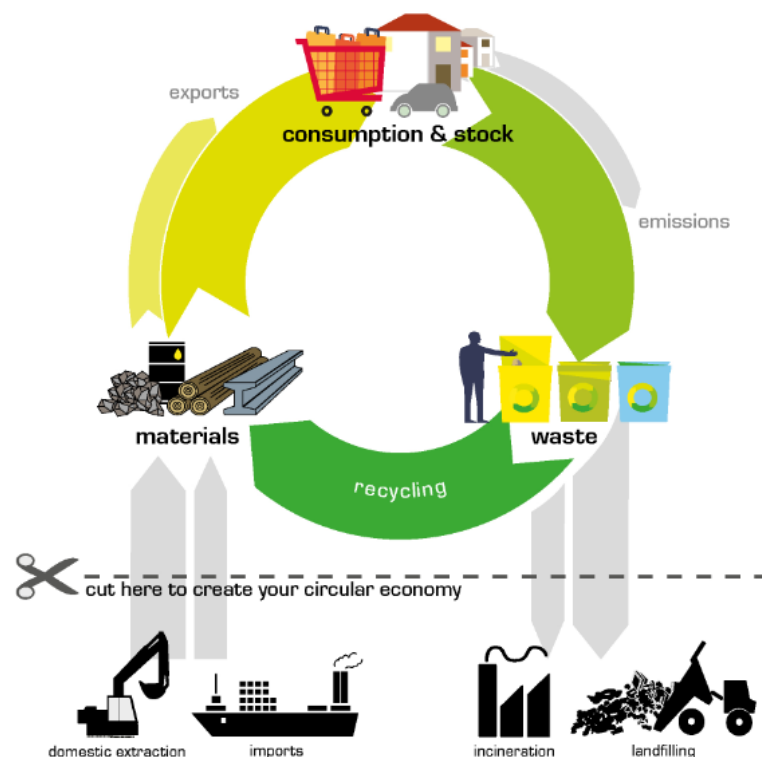 exports
consumption & stock
emissions
materials
waste
recycling
cut here to create your circular economy
domestic extraction
imports
incineration
landfilling